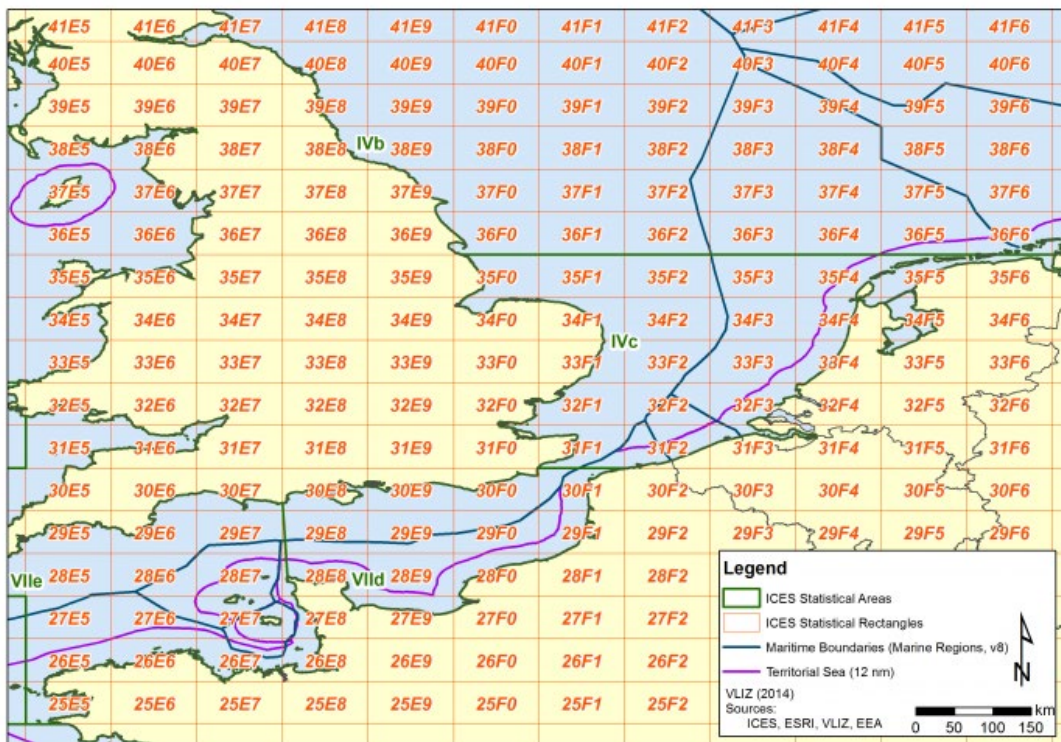 41E5 41E6 41E7 41E8 41E9 41F0 41F1 41F2 41F3 41F4 41F5 41F6
40E5 40E6 40E7 40E8 40E9 40F0 40F1 40F2 40F3 40F4 40F5 40F6
39E5 39E6 39E7 39E8 39E9 39F0 39F1 39F2 39F3 39F4 39F5 39F6
IVb
38E5 38E6 38E7 38E8 38E9 38F0 38F1 38F2 38F3 38F4 38F5 38F6
37E5 37E6 37E7 37E8 37E9 37F0 37F1 37F2 37F3 37F4 37F5 37F6
36E5 36E6 36E7 36E8 36E9 36F0 36F1 36F2 36F3 36F4 36F5 36F6
35E5 35E6 35E7 35E8 35E9 35F0 35F1 35F2 35F3 35F4 35F5 35F6
34E5 34E6 34E7 34E8 34E9 34F0 34F1 34F2 34F3 34F4 34F5 34F6
IVc
33E5 33E6 33E7 33E8 33E9 33F0 33F1 33F2 33F3 33F4 33F5 33F6
32E5 32E6 32E7 32E8 32E9 32F0 32F1 32F2 32F3 32F4 32F5 32F6
31E5 31E6 31E7 31E8 31E9 31F0 31F1 31F2 31F3 31F4 31F5 31F6
30E5 30E6 30E7 30E8 30E9 30F0 30F1 30F2 30F3 30F4 30F5 30F6
29E5 29E6 29E7 29E8 29E9 29F0 29F1 29F2 29F3 29F4 29F5 29F6
VIIe 28E5 28E6 28E7 28E8 VIId 28E9 28F0 28F1 28F2
27E5 27E6 27E7 27E8 27E9 27F0 27F1 27F2
26E5 26E6 26E7 26E8 26E9 26F0 26F1 26F2
25E5 25E6 25E7 25E8 25E9 25F0 25F1 25F2
Legend
ICES Statistical Areas
ICES Statistical Rectangles
Maritime Boundaries (Marine Regions, v8)
Territorial Sea (12 nm)
N
VLIZ (2014)
Sources:
ICES, ESRI, VLIZ, EEA
km
0 50 100 150